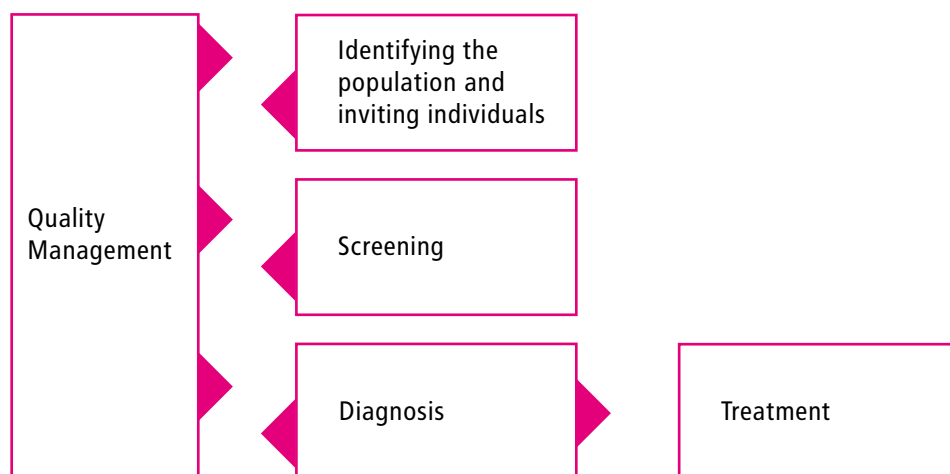 Quality
Management
Identifying the
population and
inviting individuals
Screening
Diagnosis
Treatment